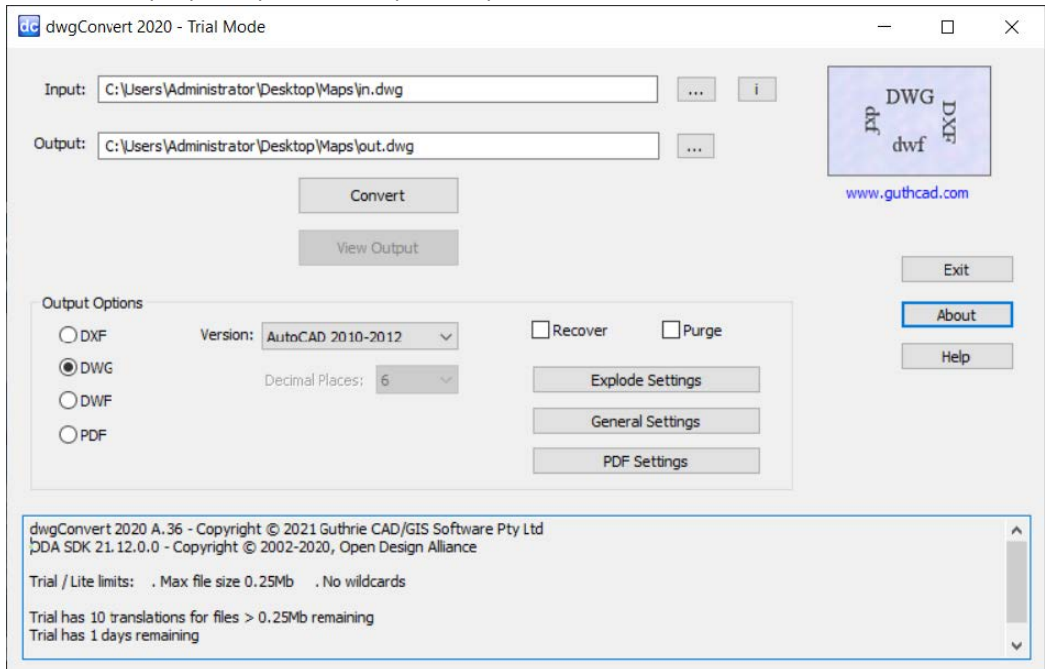 dc dwgConvert 2020 - Trial Mode
Input: C:\Users\Administrator\Desktop\Maps\in.dwg ... i
Output: C:\Users\Administrator\Desktop\Maps\out.dwg ...
DWG
dxf DXF
dwf
www.guthcad.com
Convert
View Output
Exit
About
Help
Output Options
DXF
DWG
DWF
PDF
Version: AutoCAD 2010-2012
Decimal Places: 6
Recover Purge
Explode Settings
General Settings
PDF Settings
dwgConvert 2020 A.36 - Copyright © 2021 Guthrie CAD/GIS Software Pty Ltd
ODA SDK 21.12.0.0 - Copyright © 2002-2020, Open Design Alliance
Trial / Lite limits: . Max file size 0.25Mb . No wildcards
Trial has 10 translations for files > 0.25Mb remaining
Trial has 1 days remaining